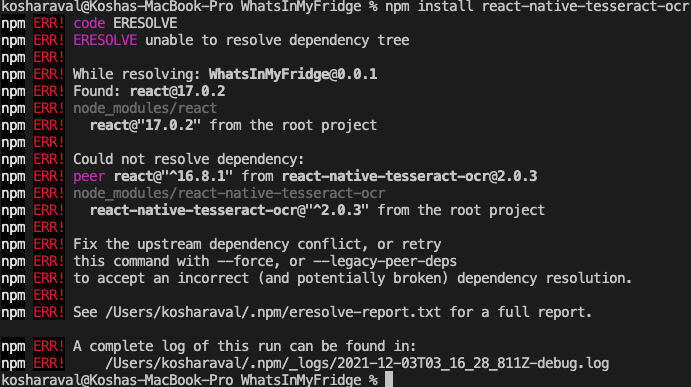 kosharaval@Koshas-MacBook-Pro WhatsInMyFridge % npm install react-native-tesseract-ocr
npm ERR! code ERESOLVE
npm ERR! ERESOLVE unable to resolve dependency tree
npm ERR!
npm ERR! While resolving: WhatsInMyFridge@0.0.1
npm ERR! Found: react@17.0.2
npm ERR! node_modules/react
npm ERR!   react@"17.0.2" from the root project
npm ERR!
npm ERR! Could not resolve dependency:
npm ERR! peer react@"^16.8.1" from react-native-tesseract-ocr@2.0.3
npm ERR! node_modules/react-native-tesseract-ocr
npm ERR!   react-native-tesseract-ocr@"^2.0.3" from the root project
npm ERR!
npm ERR! Fix the upstream dependency conflict, or retry
npm ERR! this command with --force, or --legacy-peer-deps
npm ERR! to accept an incorrect (and potentially broken) dependency resolution.
npm ERR!
npm ERR! See /Users/kosharaval/.npm/eresolve-report.txt for a full report.

npm ERR! A complete log of this run can be found in:
npm ERR!     /Users/kosharaval/.npm/_logs/2021-12-03T03_16_28_811Z-debug.log
kosharaval@Koshas-MacBook-Pro WhatsInMyFridge %